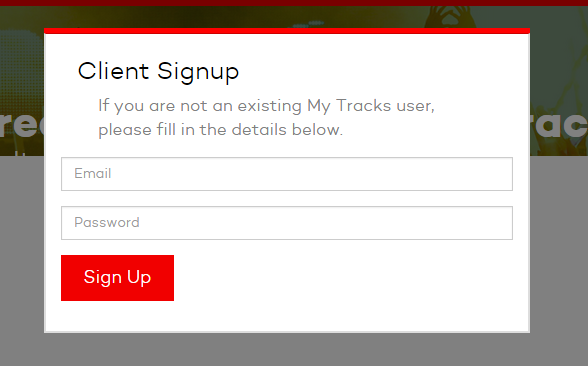 Client Signup
If you are not an existing My Tracks user,
please fill in the details below.
Email
Password
Sign Up